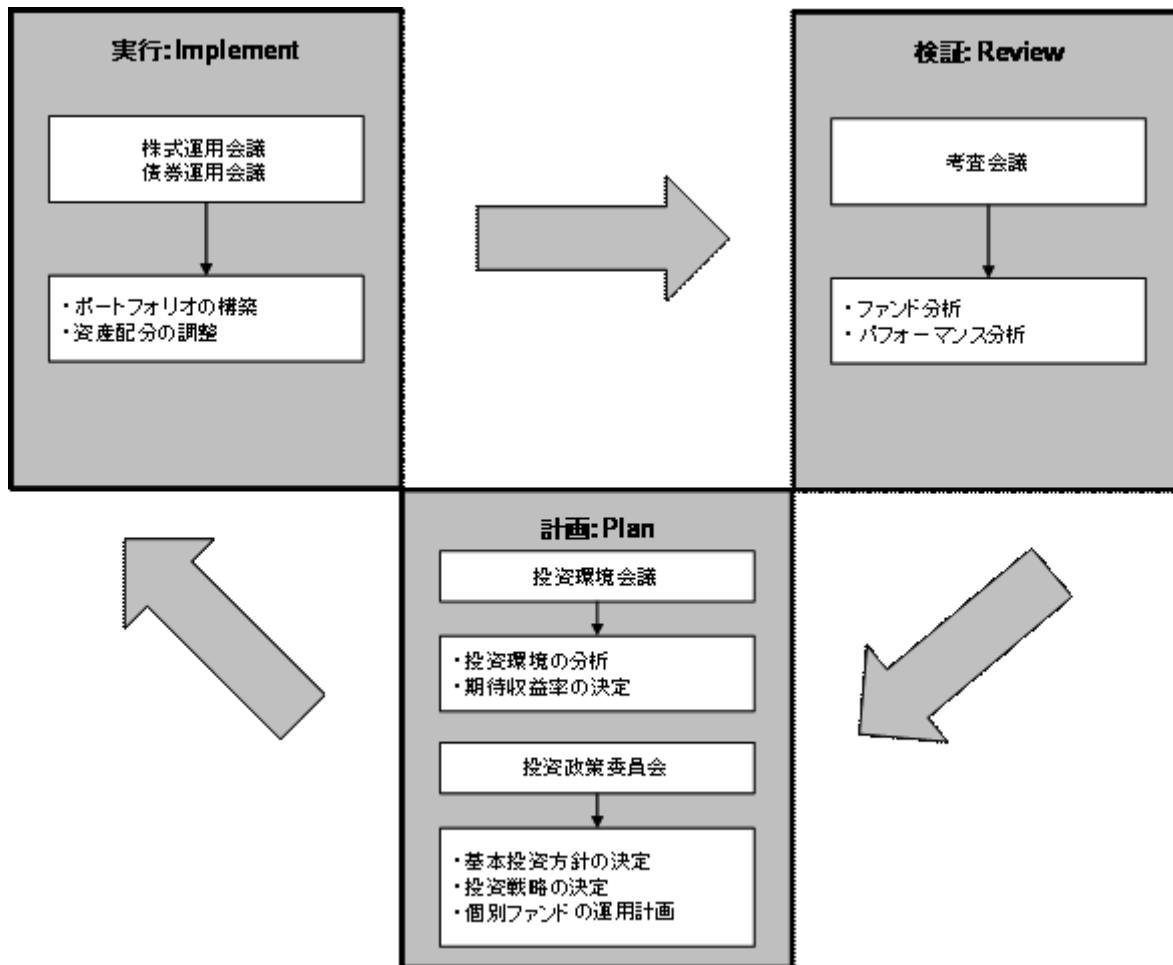 実行: Implement
株式運用会議
債券運用会議
・ポートフォリオの構築
・資産配分の調整
検証: Review
考査会議
・ファンド分析
・パフォーマンス分析
計画: Plan
投資環境会議
・投資環境の分析
・期待収益率の決定
投資政策委員会
・基本投資方針の決定
・投資戦略の決定
・個別ファンドの運用計画